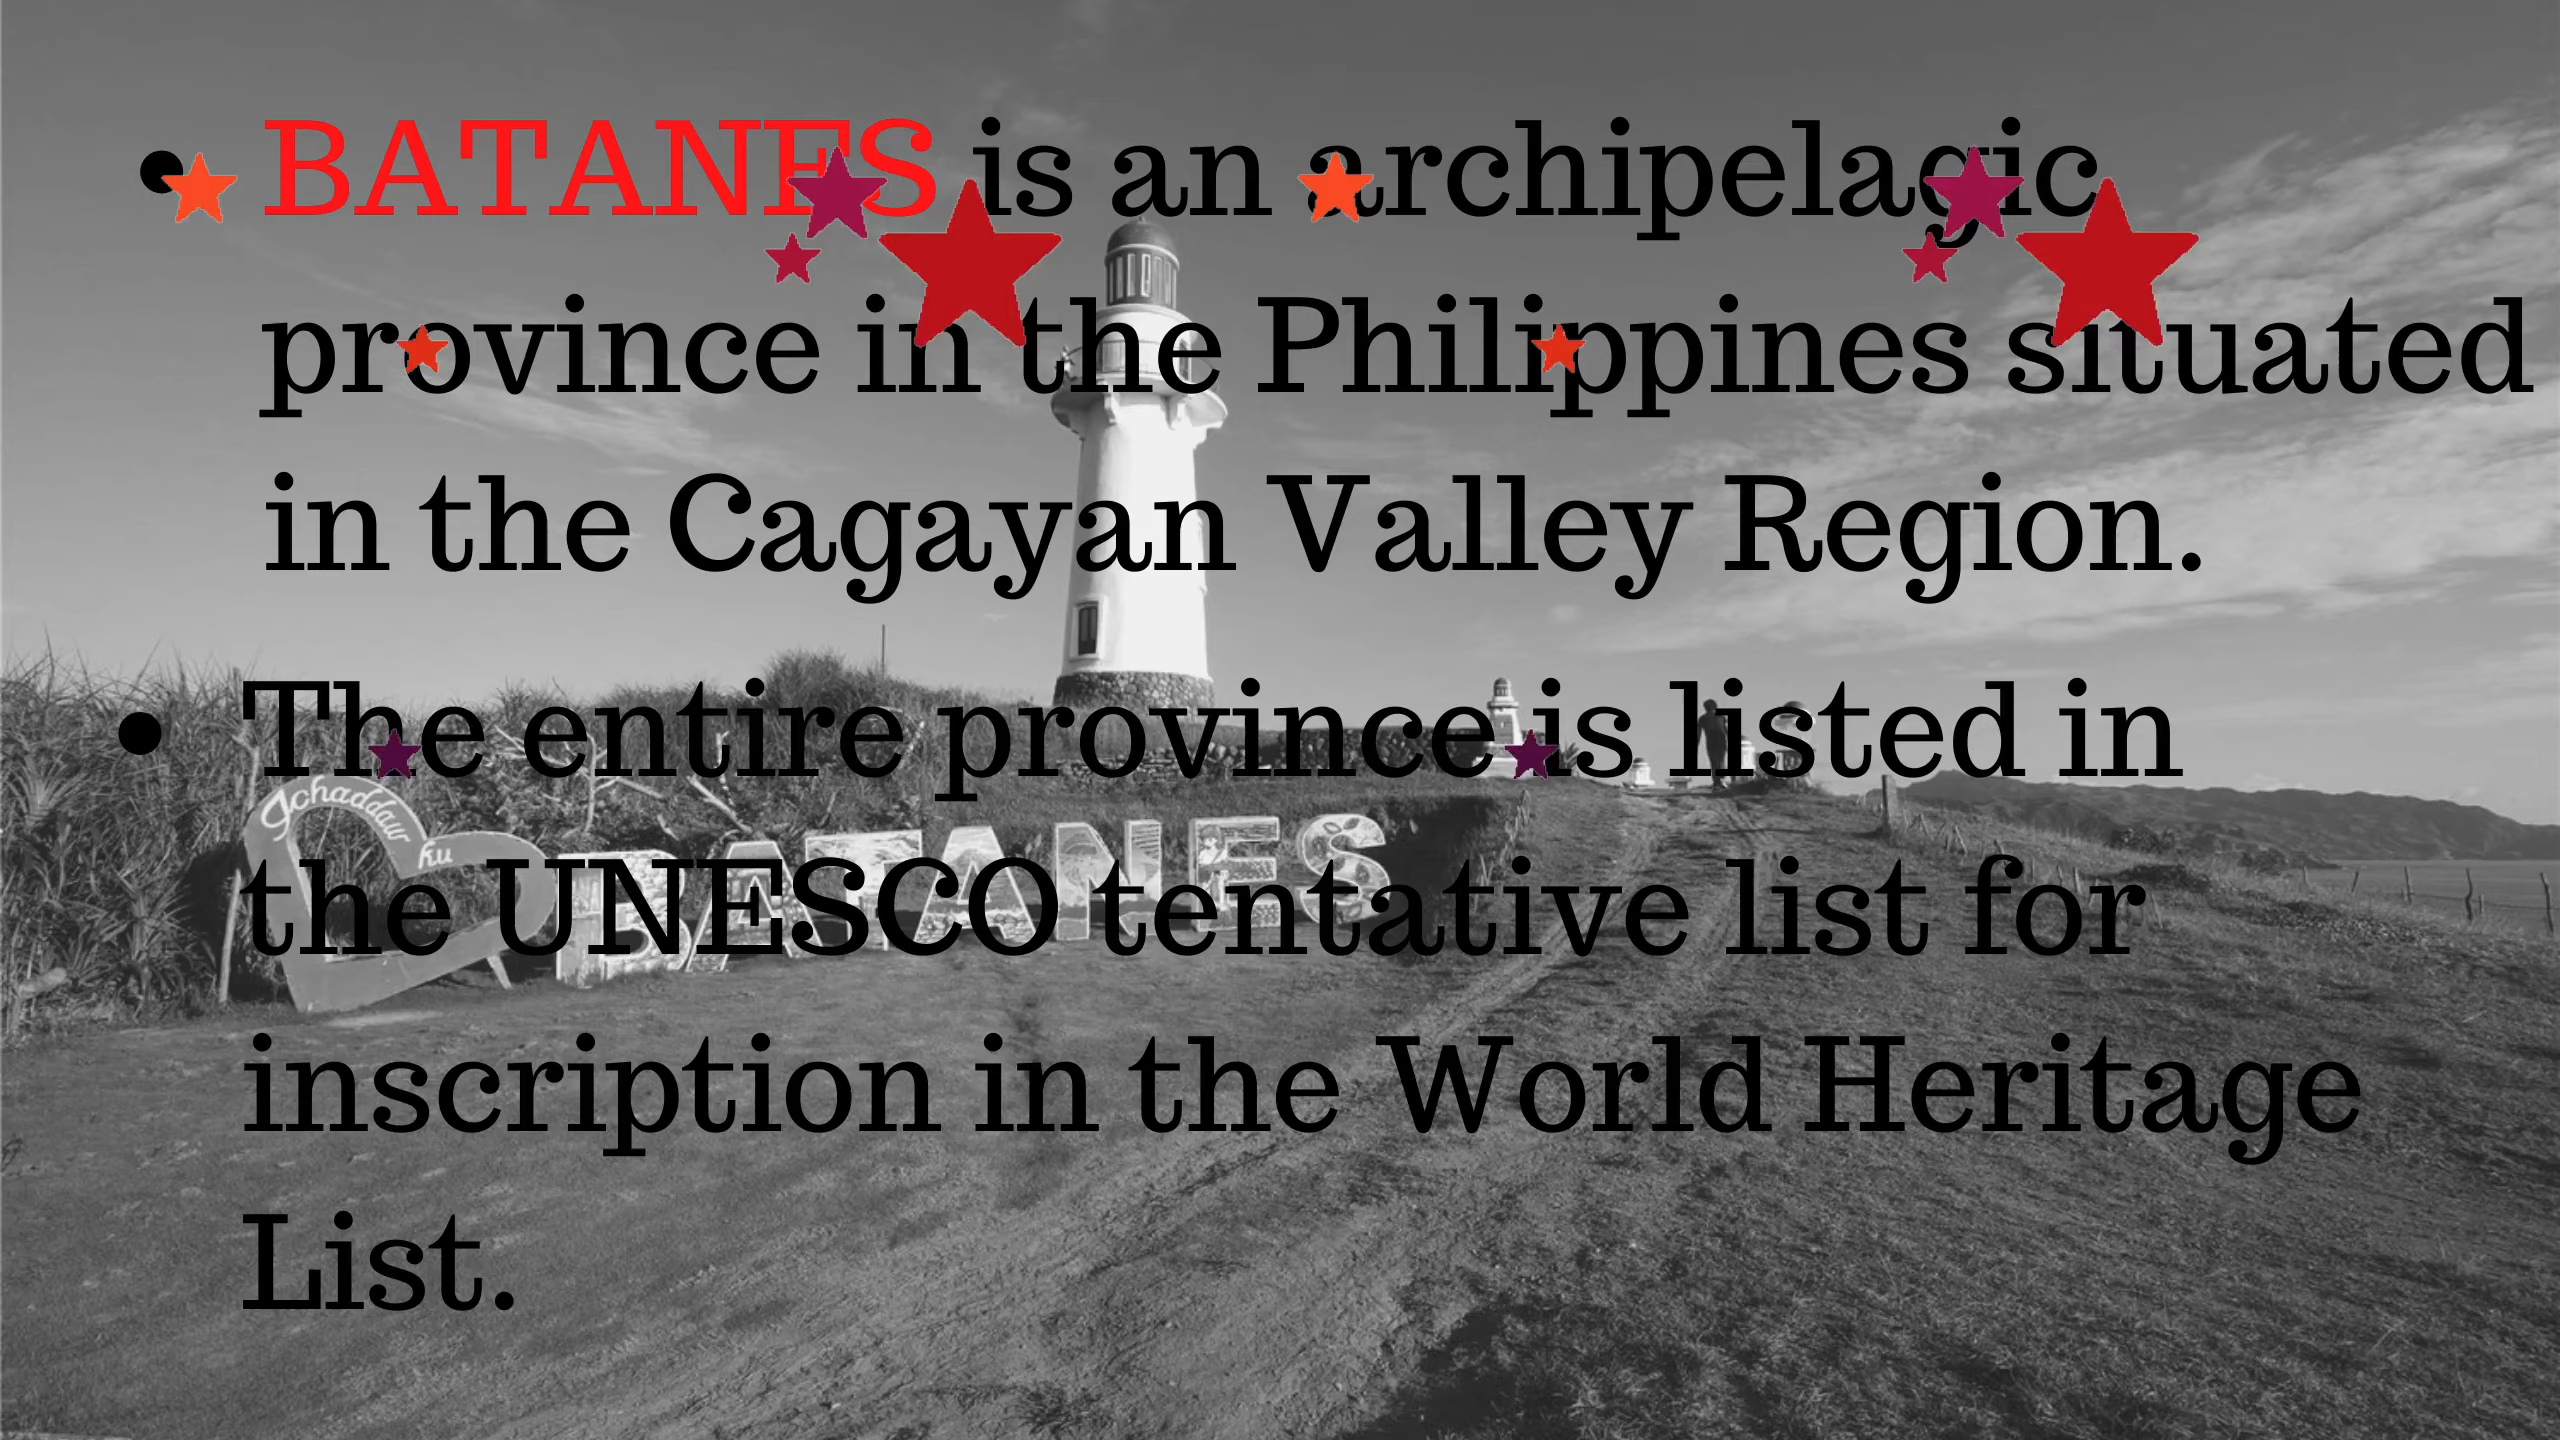 • BATANES is an archipelagic
province in the Philippines situated
in the Cagayan Valley Region.
• The entire province is listed in
the UNESCO tentative list for
inscription in the World Heritage
List.
Ichaddaw
ku
BATANES